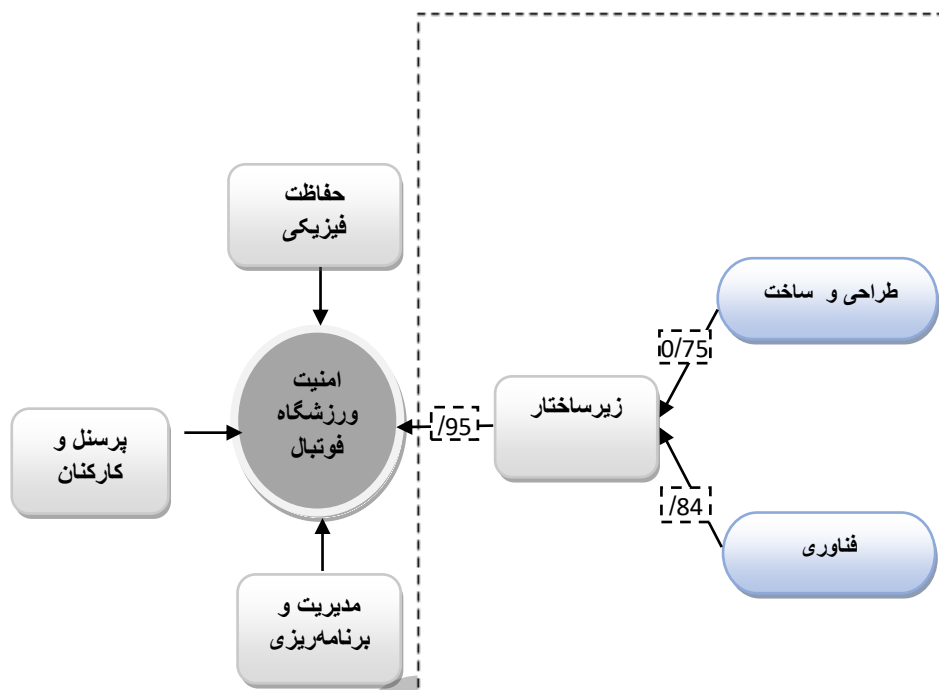 حفاظت
فیزیکی
طراحی و ساخت
0/75
امنیت
ورزشگاه
فوتبال
زیرساختار
/95
پرسنل و
کارکنان
/84
فناوری
مدیریت و
برنامه‌ریزی